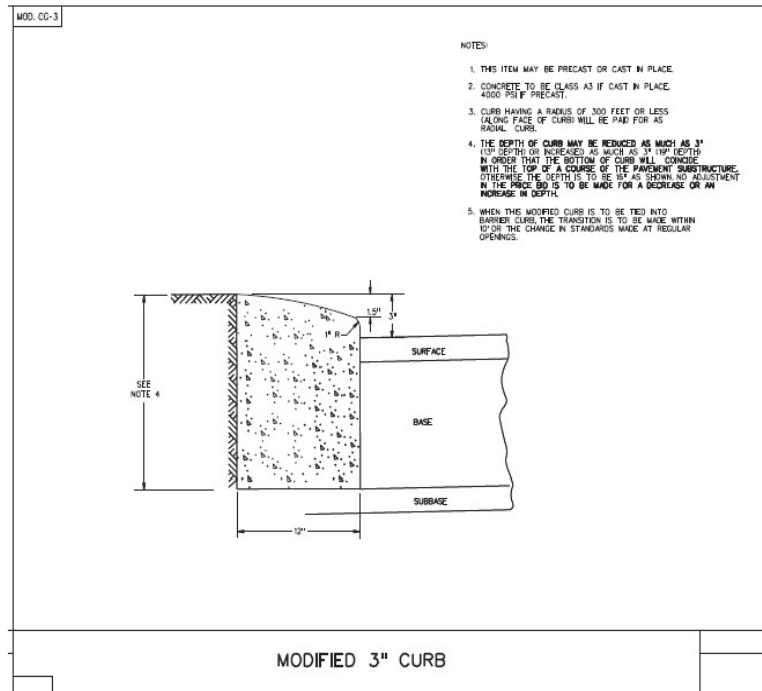 MOD. CG-3
NOTES:
1. THIS ITEM MAY BE PRECAST OR CAST IN PLACE.
2. CONCRETE TO BE CLASS A3 IF CAST IN PLACE,
4000 PSI IF PRECAST.
3. CURB HAVING A RADIUS OF 300 FEET OR LESS
(ALONG FACE OF CURB) WILL BE PAID FOR AS
RADIAL CURB.
4. THE DEPTH OF CURB MAY BE REDUCED AS MUCH AS 3"
(13" DEPTH) OR INCREASED AS MUCH AS 3" (19" DEPTH)
IN ORDER THAT THE BOTTOM OF CURB WILL COINCIDE
WITH THE TOP OF A COURSE OF THE PAVEMENT SUBSTRUCTURE.
OTHERWISE THE DEPTH IS TO BE 16" AS SHOWN. NO ADJUSTMENT
IN THE PRICE BID IS TO BE MADE FOR A DECREASE OR AN
INCREASE IN DEPTH.
5. WHEN THIS MODIFIED CURB IS TO BE TIED INTO
BARRIER CURB, THE TRANSITION IS TO BE MADE WITHIN
10' OR THE CHANGE IN STANDARDS MADE AT REGULAR
OPENINGS.
1.5"
3"
1" R
SURFACE
SEE
NOTE 4
BASE
SUBBASE
12"
MODIFIED 3" CURB